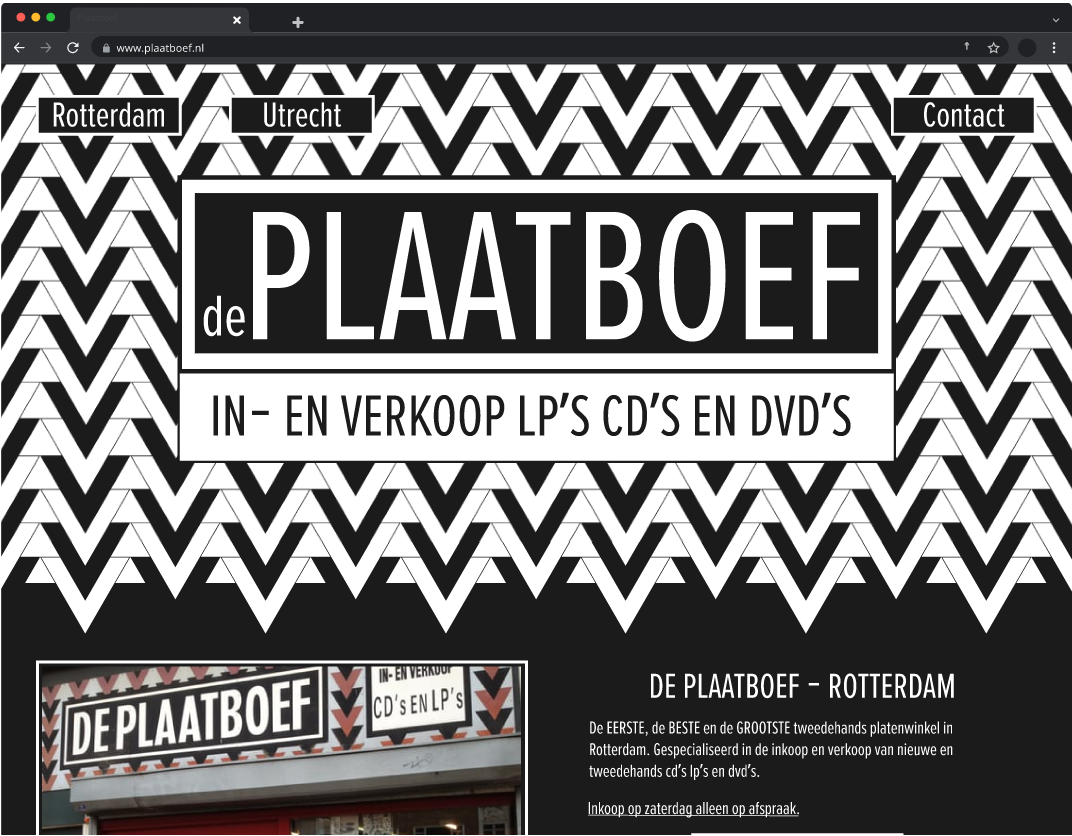 www.plaatboef.nl
Rotterdam
Utrecht
Contact
dePLAATBOEF
IN- EN VERKOOP LP'S CD'S EN DVD'S
DE PLAATBOEF
IN- EN VERKOOP
CD's EN LP's
DE PLAATBOEF - ROTTERDAM
De EERSTE, de BESTE en de GROOTSTE tweedehands platenwinkel in
Rotterdam. Gespecialiseerd in de inkoop en verkoop van nieuwe en
tweedehands cd's lp's en dvd's.
Inkoop op zaterdag alleen op afspraak.